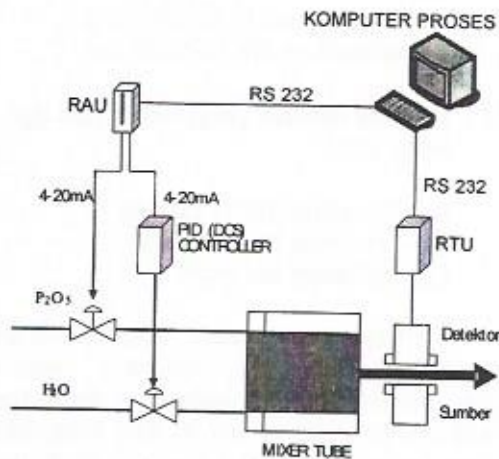 KOMPUTER PROSES
RAU
RS 232
RS 232
4-20mA
4-20mA
PID (DCS)
CONTROLLER
RTU
P₂O₅
Detektor
H₂O
Sumber
MIXER TUBE